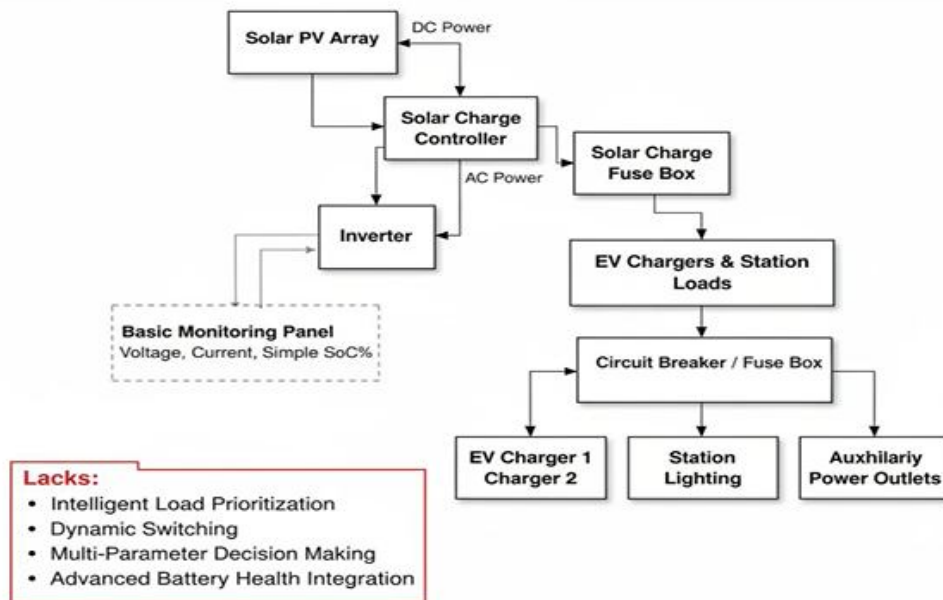 Solar PV Array
DC Power
Solar Charge
Controller
AC Power
Solar Charge
Fuse Box
Inverter
EV Chargers & Station
Loads
Basic Monitoring Panel
Voltage, Current, Simple SoC%
Circuit Breaker / Fuse Box
EV Charger 1
Charger 2
Station
Lighting
Auxhilariy
Power Outlets
Lacks:
• Intelligent Load Prioritization
• Dynamic Switching
• Multi-Parameter Decision Making
• Advanced Battery Health Integration